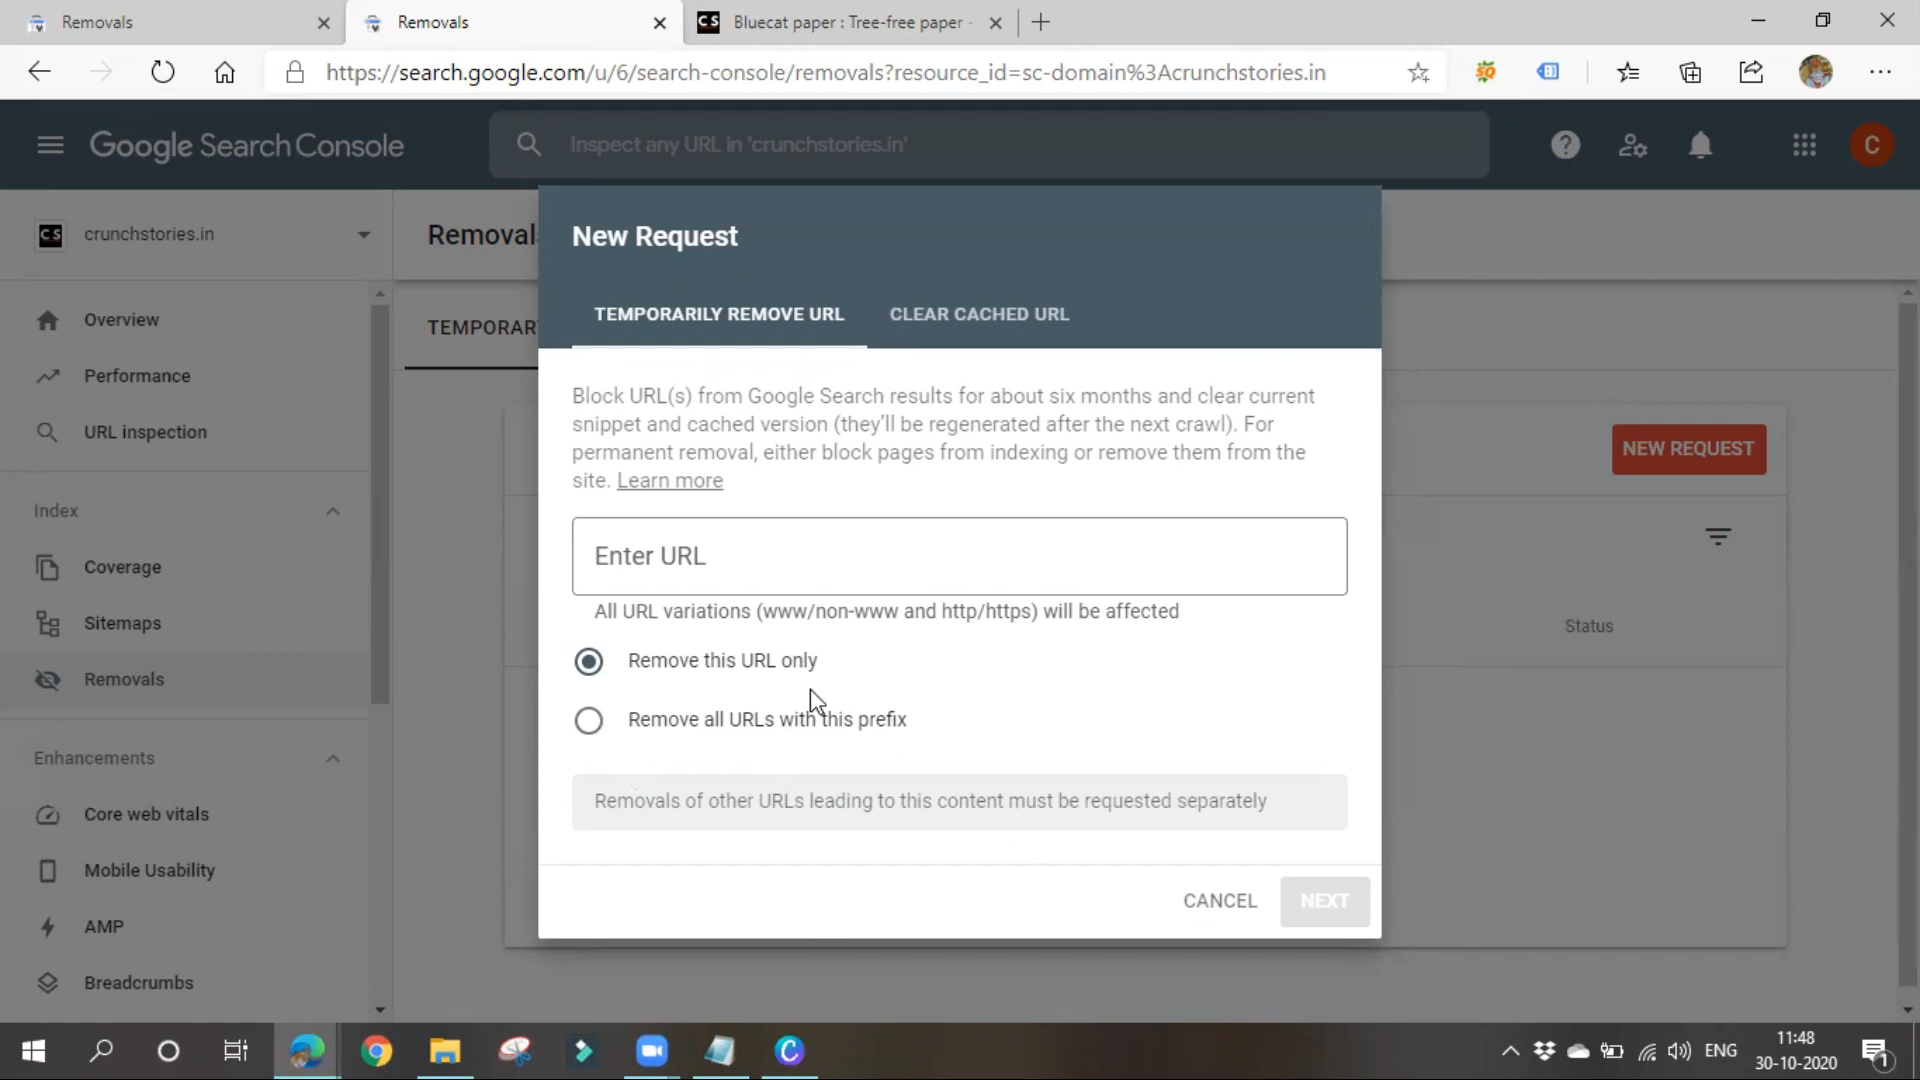 Removals
Removals
CS
Bluecat paper : Tree-free paper -
https://search.google.com/u/6/search-console/removals?resource_id=sc-domain%3Acrunchstories.in
Google Search Console
Inspect any URL in 'crunchstories.in'
C
CS
crunchstories.in
Removal
New Request
Overview
Performance
URL inspection
Index
Coverage
Sitemaps
Removals
Enhancements
Core web vitals
Mobile Usability
AMP
Breadcrumbs
TEMPORAR
TEMPORARILY REMOVE URL
CLEAR CACHED URL
Block URL(s) from Google Search results for about six months and clear current
snippet and cached version (they'll be regenerated after the next crawl). For
permanent removal, either block pages from indexing or remove them from the
site. Learn more
NEW REQUEST
Enter URL
All URL variations (www/non-www and http/https) will be affected
Status
Remove this URL only
Remove all URLs with this prefix
Removals of other URLs leading to this content must be requested separately
CANCEL
NEXT
ENG
11:48
30-10-2020
1